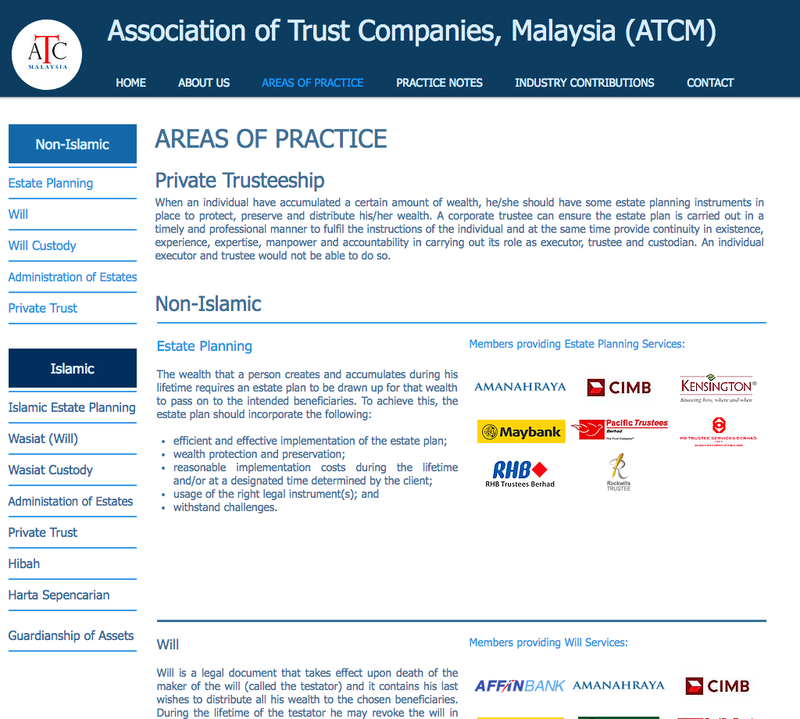 Association of Trust Companies, Malaysia (ATCM)
ATC
MALAYSIA
HOME ABOUT US AREAS OF PRACTICE PRACTICE NOTES INDUSTRY CONTRIBUTIONS CONTACT
Non-Islamic
Estate Planning
Will
Will Custody
Administration of Estates
Private Trust
Islamic
Islamic Estate Planning
Wasiat (Will)
Wasiat Custody
Administation of Estates
Private Trust
Hibah
Harta Sepencarian
Guardianship of Assets
AREAS OF PRACTICE
Private Trusteeship
When an individual have accumulated a certain amount of wealth, he/she should have some estate planning instruments in
place to protect, preserve and distribute his/her wealth. A corporate trustee can ensure the estate plan is carried out in a
timely and professional manner to fulfil the instructions of the individual and at the same time provide continuity in existence,
experience, expertise, manpower and accountability in carrying out its role as executor, trustee and custodian. An individual
executor and trustee would not be able to do so.
Non-Islamic
Estate Planning
The wealth that a person creates and accumulates during his
lifetime requires an estate plan to be drawn up for that wealth
to pass on to the intended beneficiaries. To achieve this, the
estate plan should incorporate the following:
• efficient and effective implementation of the estate plan;
• wealth protection and preservation;
• reasonable implementation costs during the lifetime
and/or at a designated time determined by the client;
• usage of the right legal instrument(s); and
• withstand challenges.
Members providing Estate Planning Services:
AMANAHRAYA CIMB KENSINGTON®
Knowing how, where and when
Maybank Pacific Trustees
Berhad
The Trust Company
PB TRUSTEE SERVICES BERHAD
RHB
RHB Trustees Berhad
Rockwills
TRUSTEE
Will
Will is a legal document that takes effect upon death of the
maker of the will (called the testator) and it contains his last
wishes to distribute all his wealth to the chosen beneficiaries.
During the lifetime of the testator he may revoke the will in
Members providing Will Services:
AFFIN BANK AMANAHRAYA CIMB